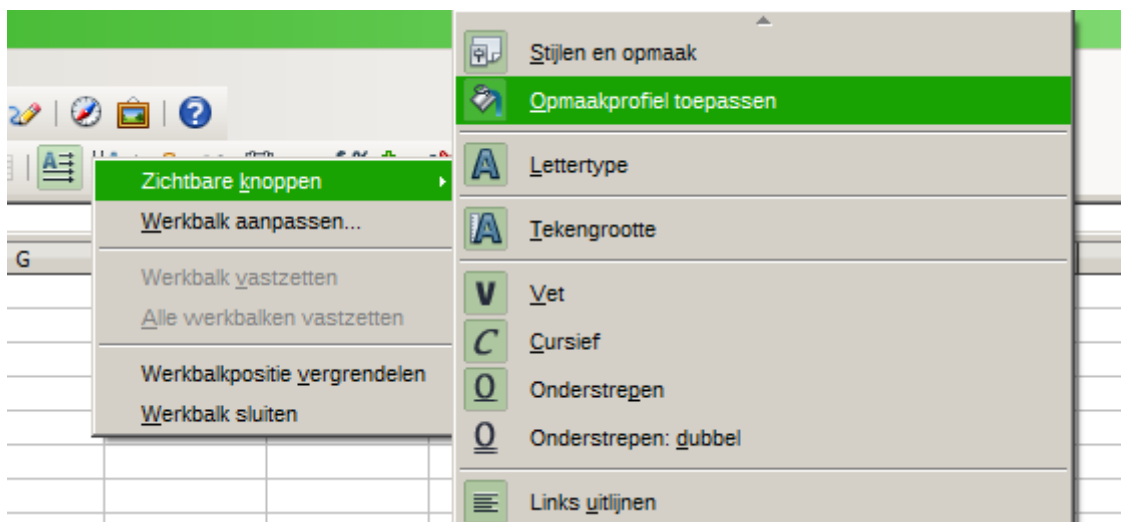 Zichtbare knoppen
Werkbalk aanpassen...
Werkbalk vastzetten
Alle werkbalken vastzetten
Werkbalkpositie vergrendelen
Werkbalk sluiten
G
Stijlen en opmaak
Opmaakprofiel toepassen
Lettertype
Tekengrootte
Vet
Cursief
Onderstrepen
Onderstrepen: dubbel
Links uitlijnen